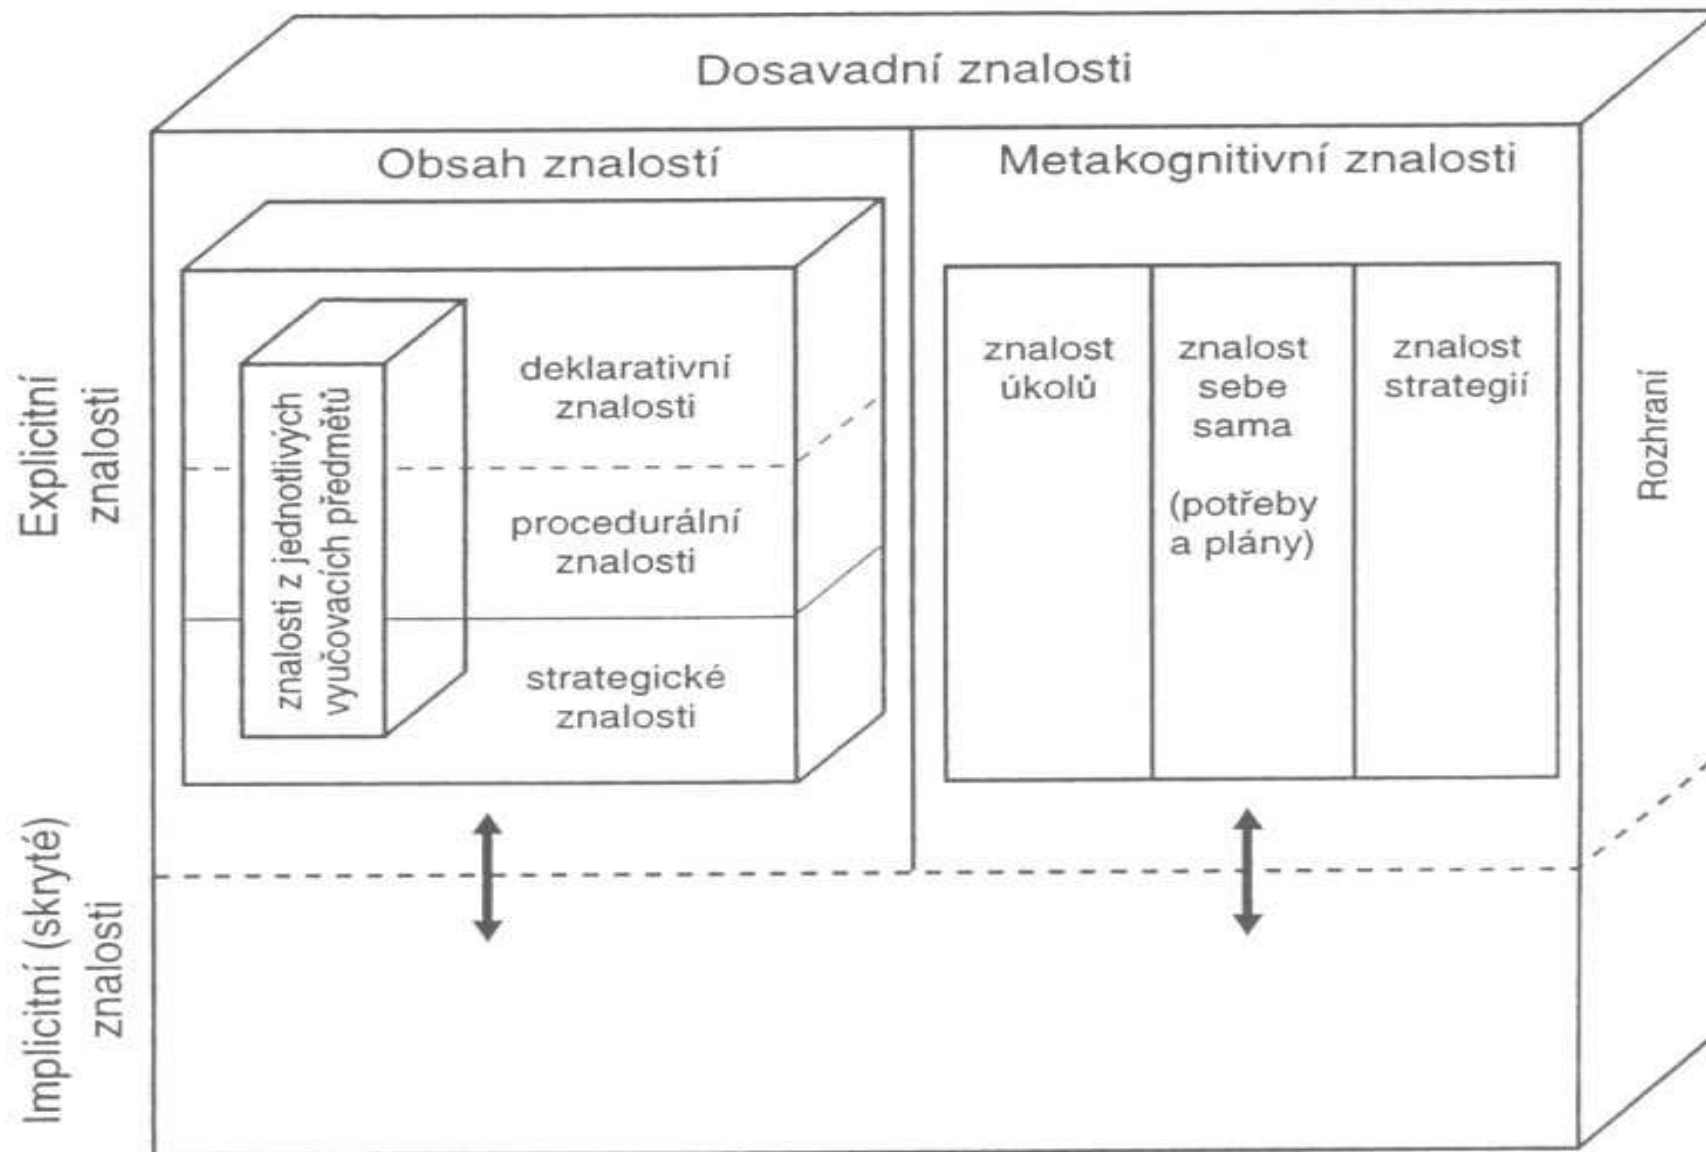 Dosavadní znalosti
Obsah znalostí
Metakognitivní znalosti
Explicitní
znalosti
znalosti z jednotlivých
vyučovacích předmětů
deklarativní
znalosti
procedurální
znalosti
strategické
znalosti
znalost
úkolů
znalost
sebe
sama
(potřeby
a plány)
znalost
strategií
Rozhraní
Implicitní (skryté)
znalosti